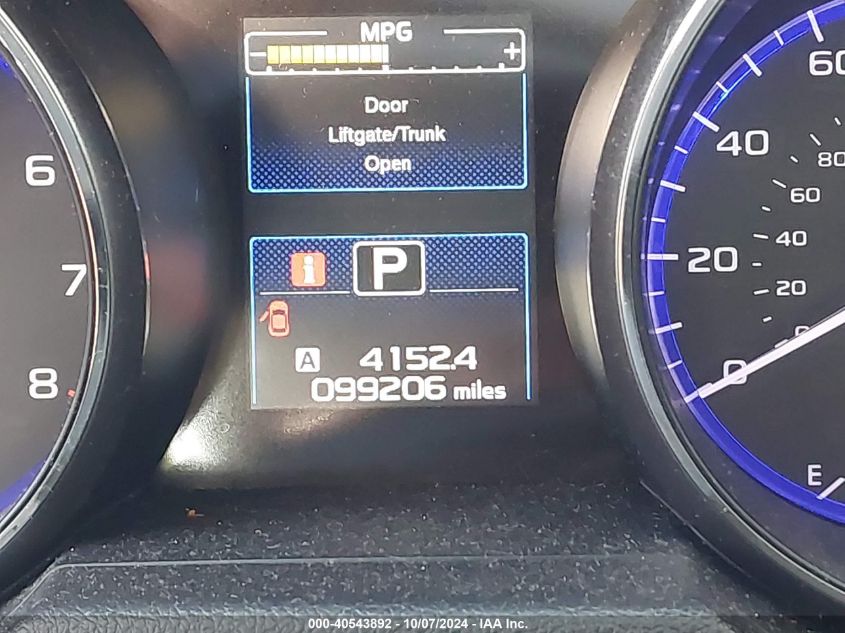 MPG
- +
Door
Liftgate/Trunk
Open
i P
A 4152.4
099206 miles
6
7
8
60
40
20
0
80
60
40
20
0
E
000-40543892 - 10/07/2024 - IAA Inc.